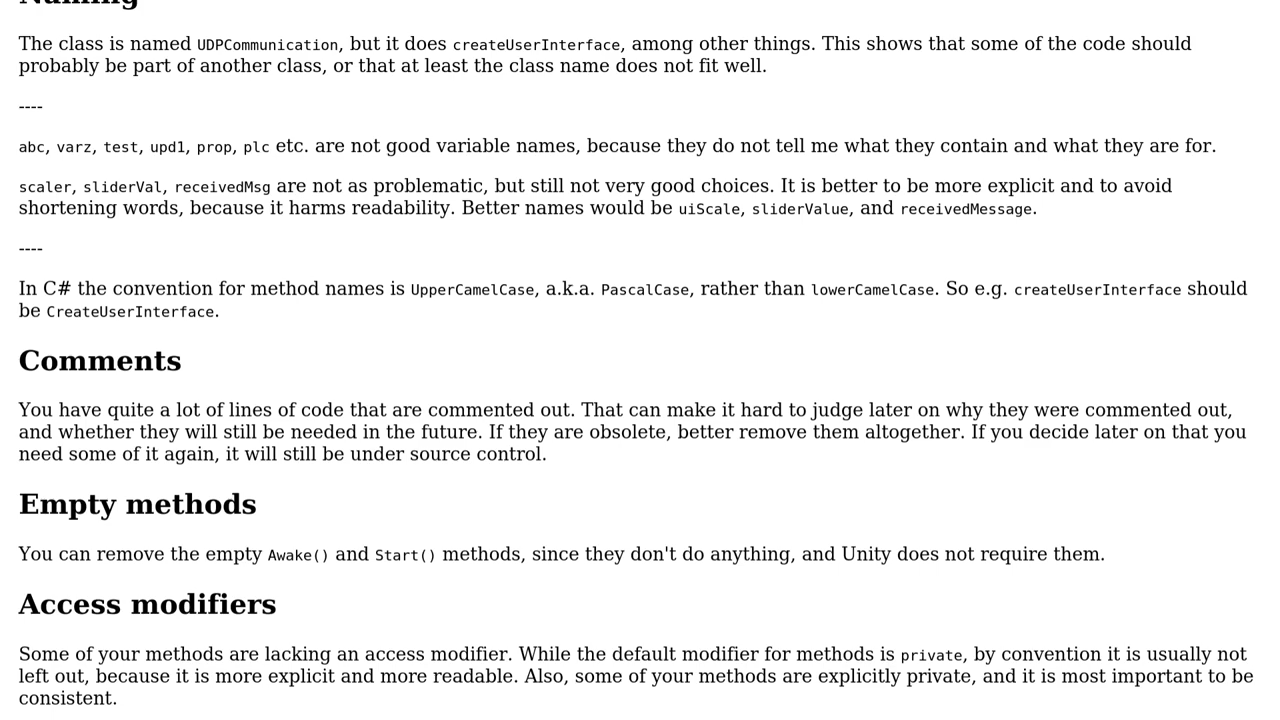 Naming
The class is named UDPCommunication, but it does createUserInterface, among other things. This shows that some of the code should
probably be part of another class, or that at least the class name does not fit well.
----
abc, varz, test, upd1, prop, plc etc. are not good variable names, because they do not tell me what they contain and what they are for.
scaler, sliderVal, receivedMsg are not as problematic, but still not very good choices. It is better to be more explicit and to avoid
shortening words, because it harms readability. Better names would be uiScale, sliderValue, and receivedMessage.
----
In C# the convention for method names is UpperCamelCase, a.k.a. PascalCase, rather than lowerCamelCase. So e.g. createUserInterface should
be CreateUserInterface.
Comments
You have quite a lot of lines of code that are commented out. That can make it hard to judge later on why they were commented out,
and whether they will still be needed in the future. If they are obsolete, better remove them altogether. If you decide later on that you
need some of it again, it will still be under source control.
Empty methods
You can remove the empty Awake() and Start() methods, since they don't do anything, and Unity does not require them.
Access modifiers
Some of your methods are lacking an access modifier. While the default modifier for methods is private, by convention it is usually not
left out, because it is more explicit and more readable. Also, some of your methods are explicitly private, and it is most important to be
consistent.